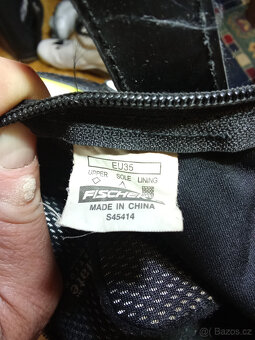 EU35
UPPER SOLE LINING
FISCHER
MADE IN CHINA
S45414
© Bazos.cz